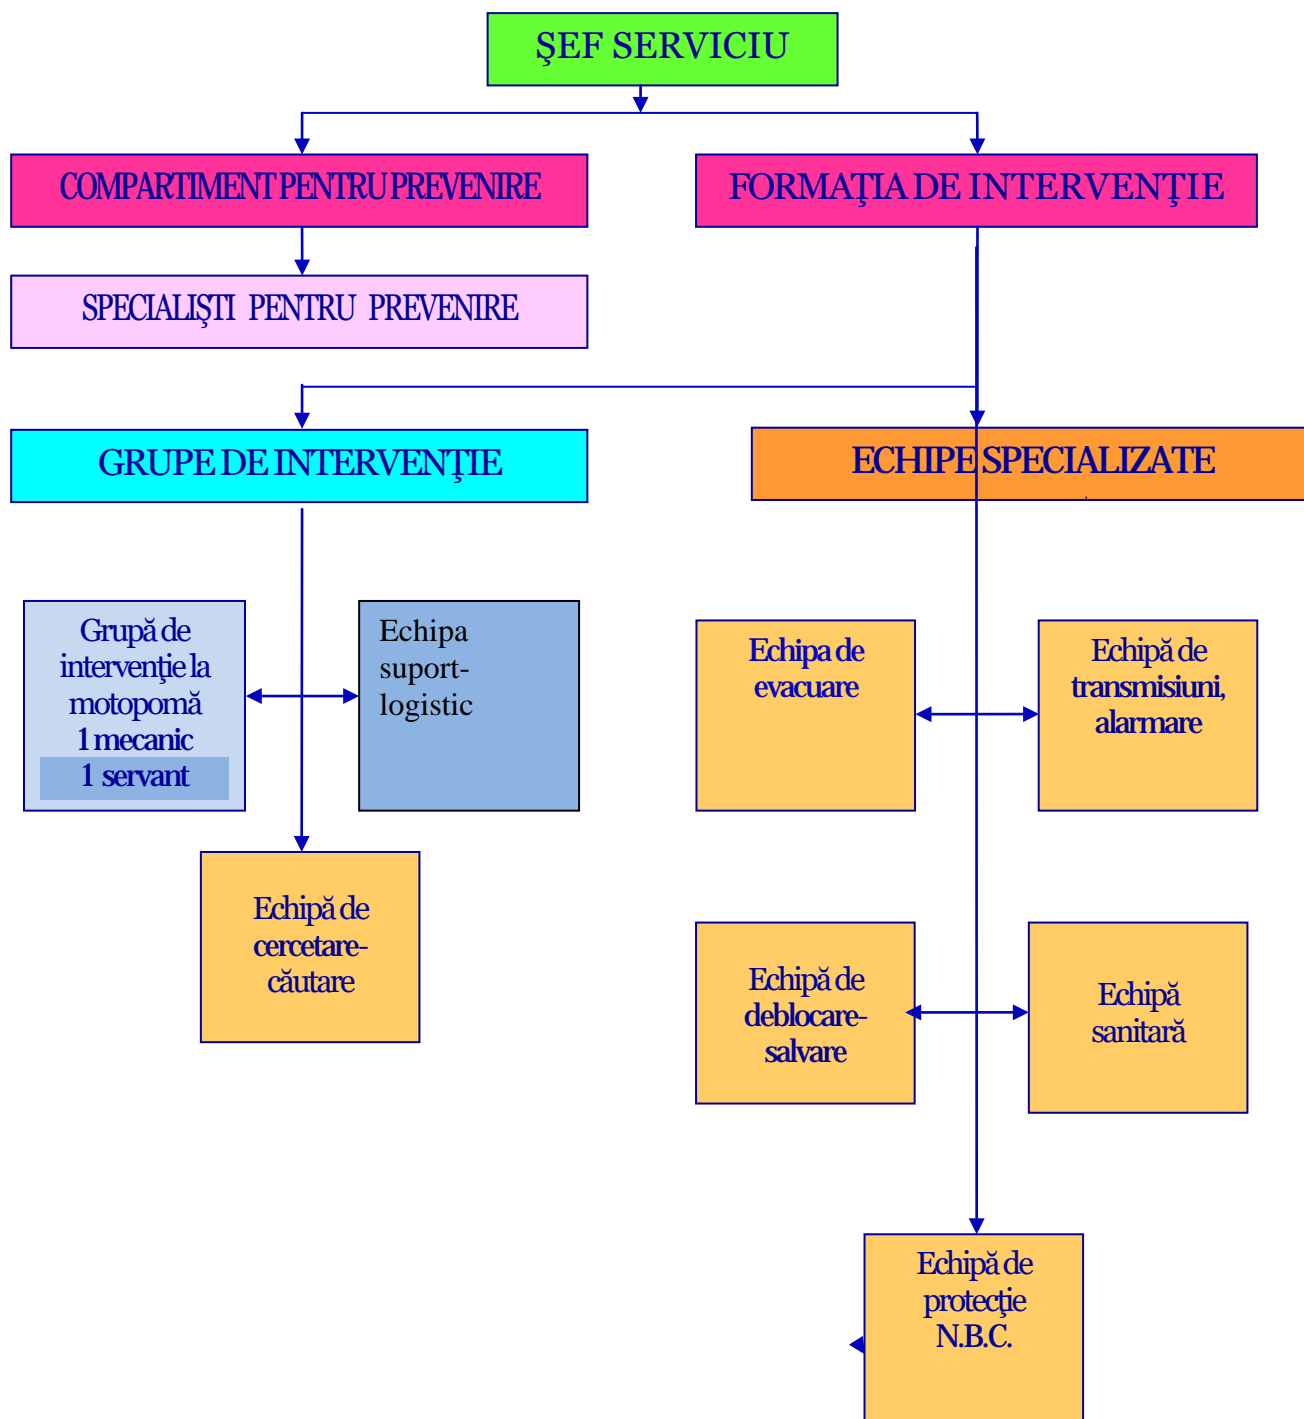 ŞEF SERVICIU
COMPARTIMENT PENTRU PREVENIRE
FORMAŢIA DE INTERVENŢIE
SPECIALIŞTI PENTRU PREVENIRE
GRUPE DE INTERVENŢIE
ECHIPE SPECIALIZATE
Grupă de
intervenţie la
motopomă
1 mecanic
1 servant
Echipa
suport-
logistic
Echipa de
evacuare
Echipă de
transmisiuni,
alarmare
Echipă de
cercetare-
căutare
Echipă de
deblocare-
salvare
Echipă
sanitară
Echipă de
protecţie
N.B.C.